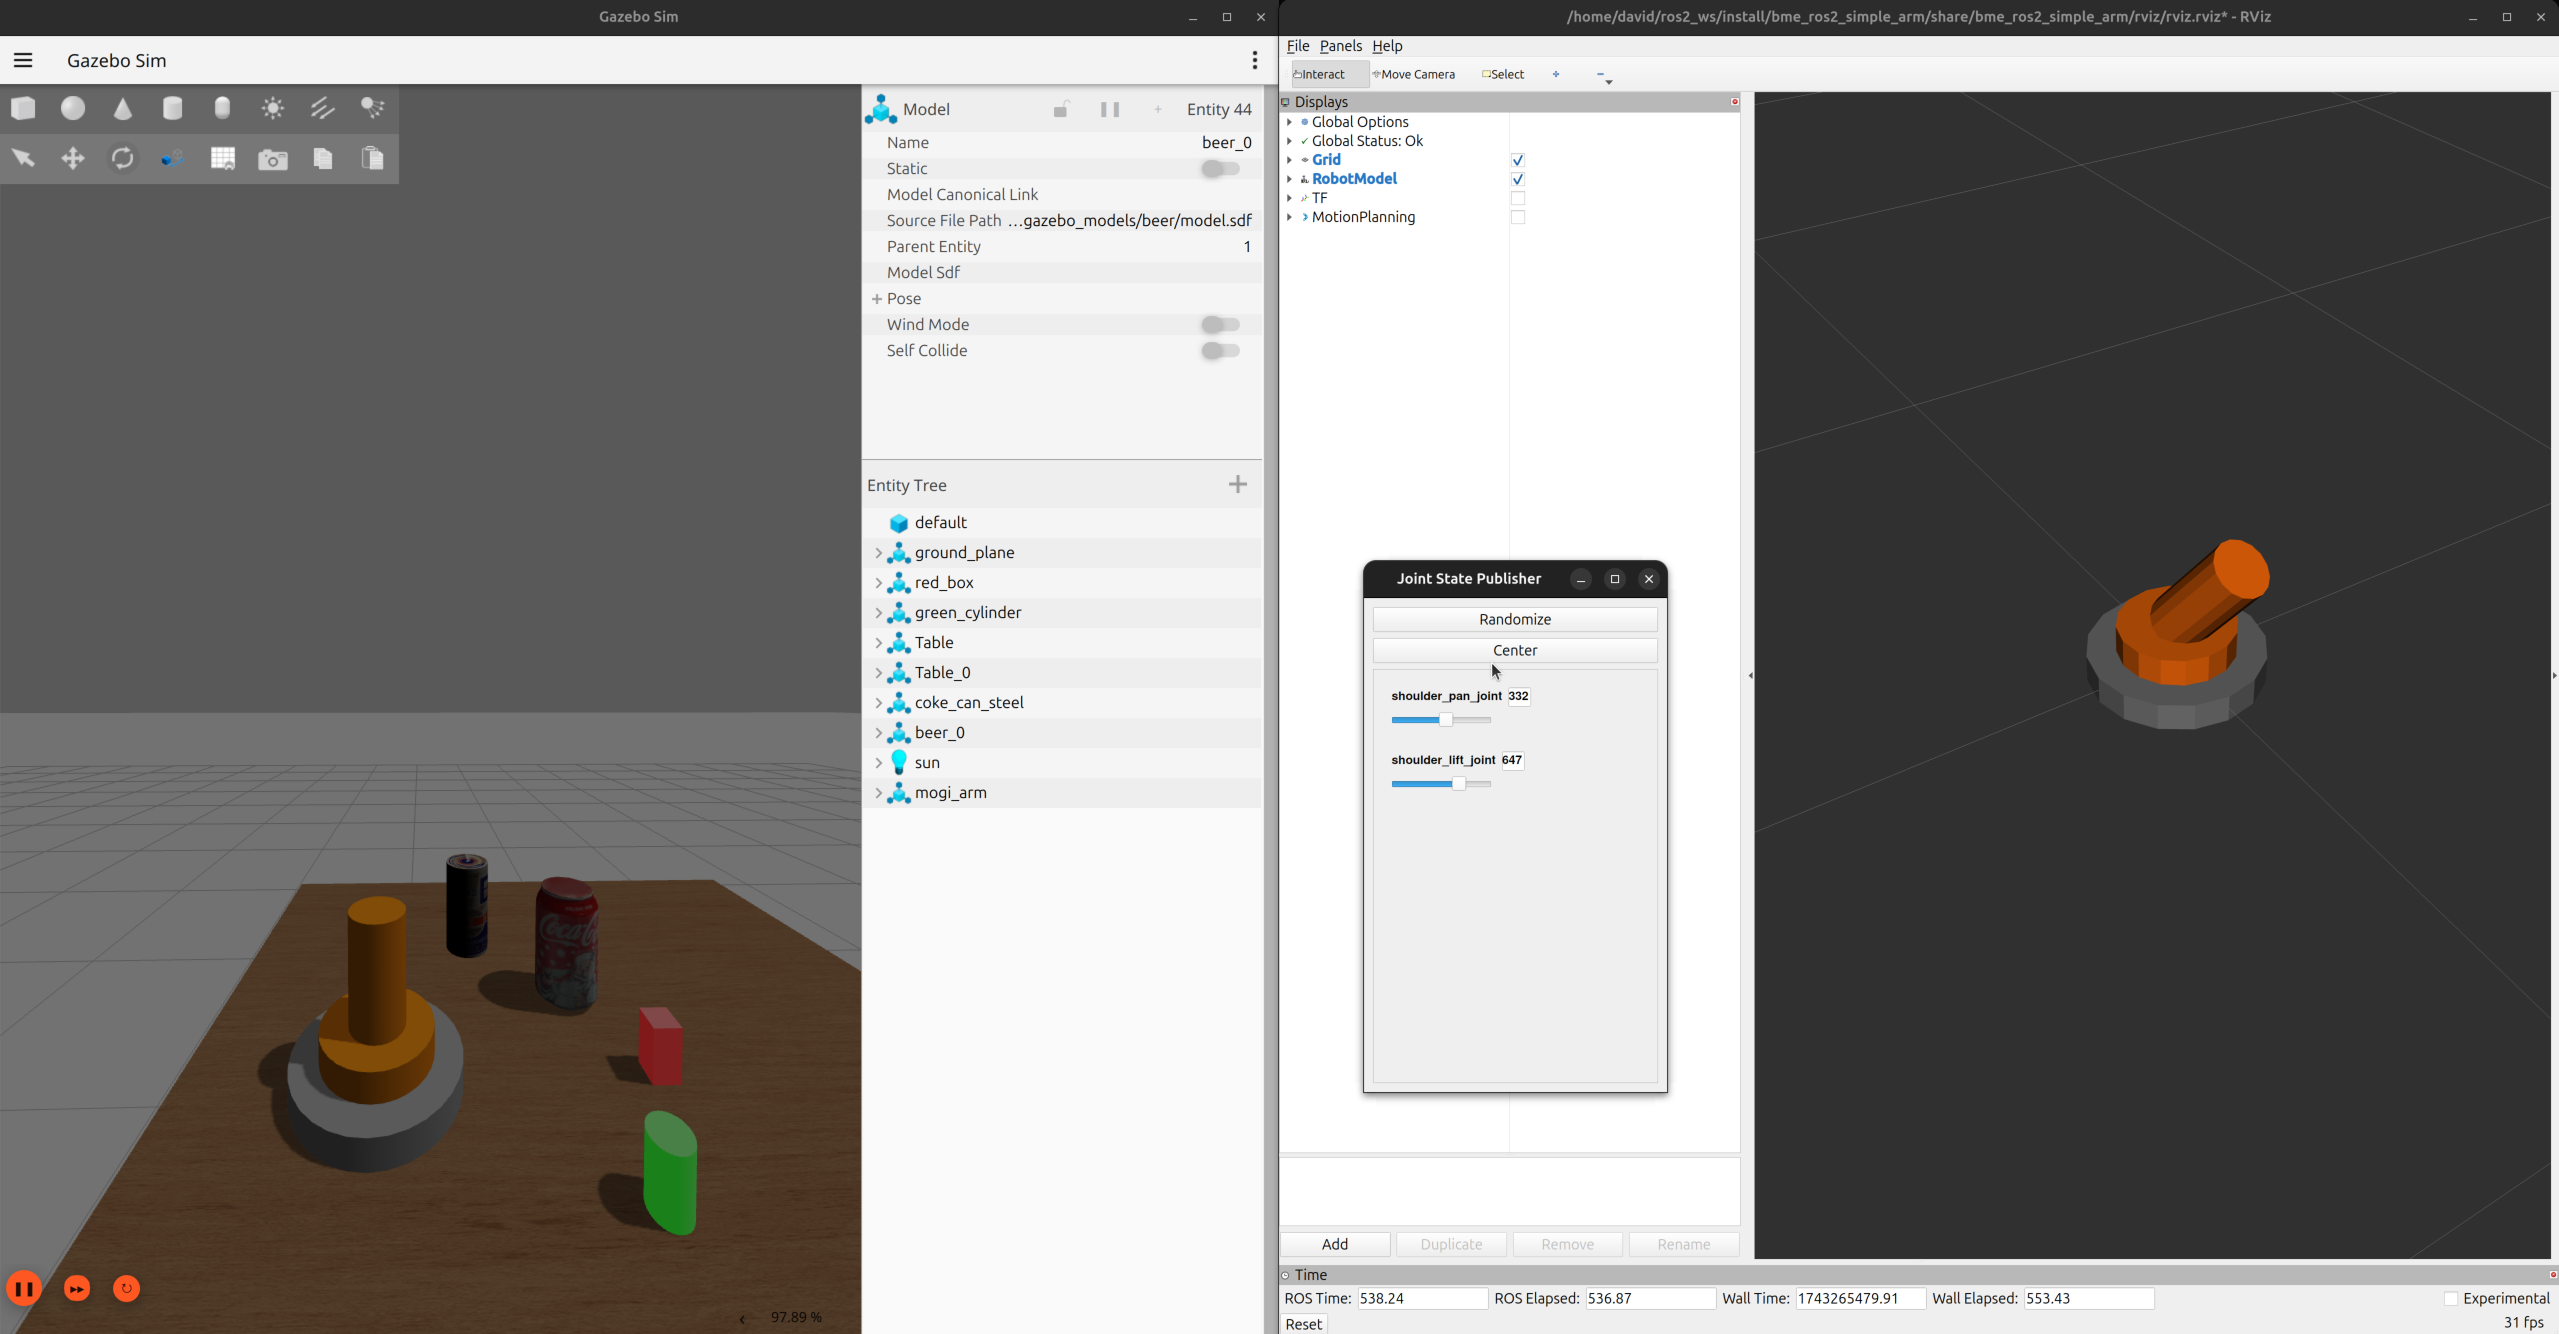 Gazebo Sim
Gazebo Sim
Model
Entity 44
Name
beer_0
Static
Model Canonical Link
Source File Path
...gazebo_models/beer/model.sdf
Parent Entity
1
Model Sdf
+ Pose
Wind Mode
Self Collide
Entity Tree
default
ground_plane
red_box
green_cylinder
Table
Table_0
coke_can_steel
beer_0
sun
mogi_arm
Coca-Co
97.89 %
/home/david/ros2_ws/install/bme_ros2_simple_arm/share/bme_ros2_simple_arm/rviz/rviz.rviz* - RViz
File Panels Help
Interact Move Camera Select
Displays
Global Options
Global Status: Ok
Grid
RobotModel
TF
MotionPlanning
Joint State Publisher
Randomize
Center
shoulder_pan_joint 332
shoulder_lift_joint 647
Add Duplicate Remove Rename
Time
ROS Time: 538.24 ROS Elapsed: 536.87 Wall Time: 1743265479.91 Wall Elapsed: 553.43 Experimental
Reset 31 fps